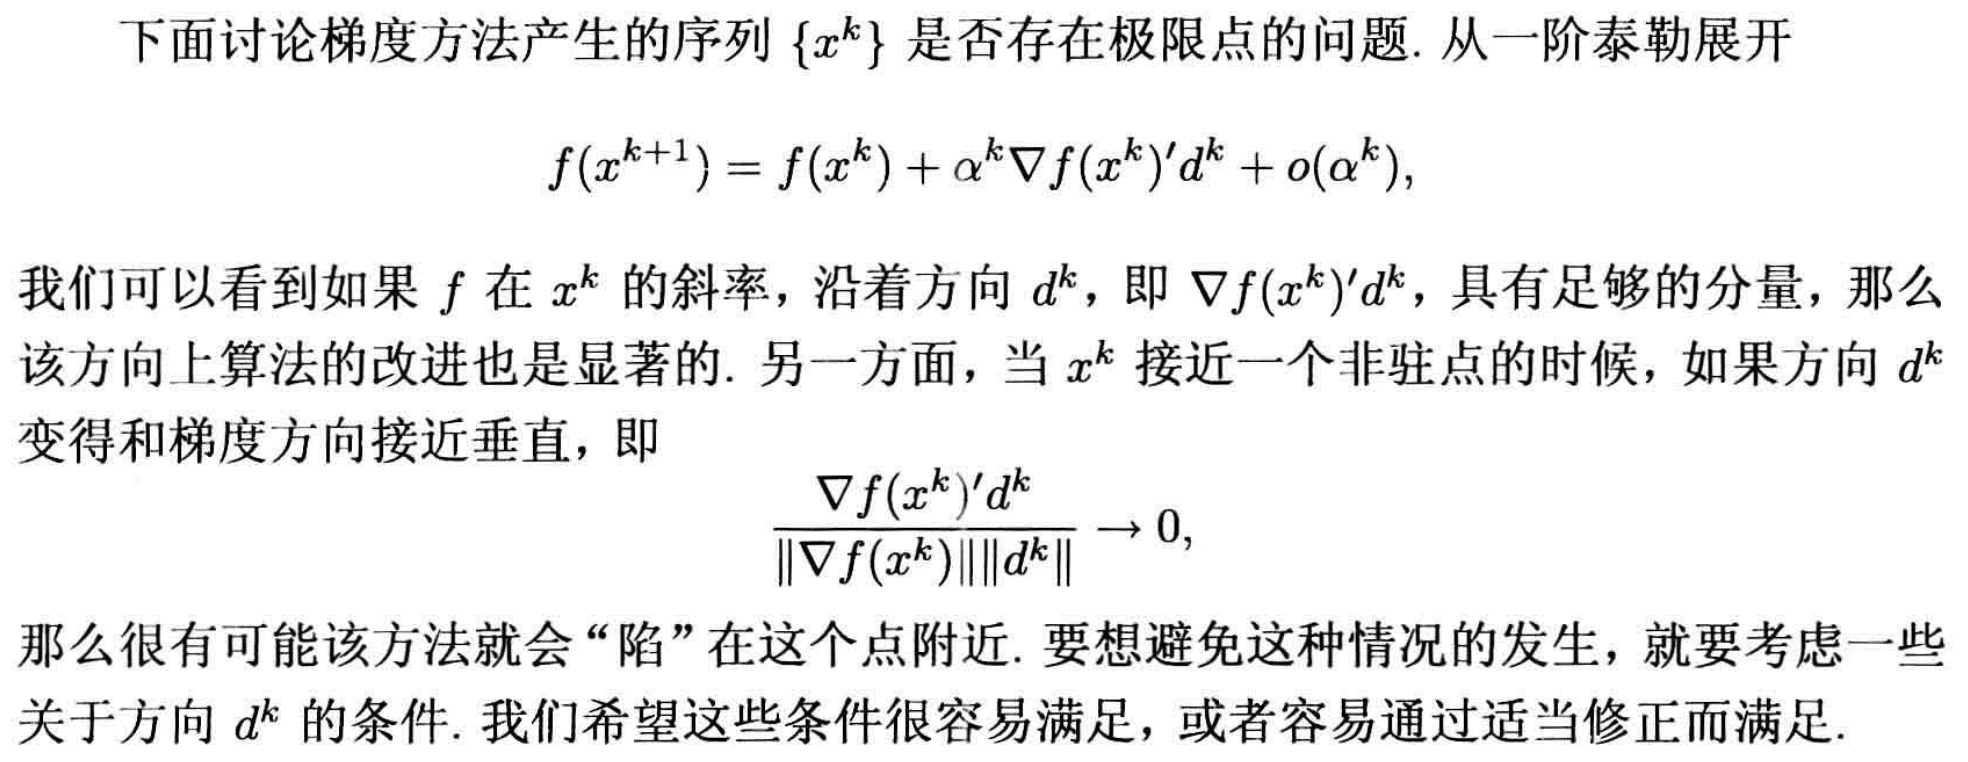 下面讨论梯度方法产生的序列 {x^k} 是否存在极限点的问题. 从一阶泰勒展开
f(x^{k+1}) = f(x^k) + α^k∇f(x^k)′d^k + o(α^k),
我们可以看到如果 f 在 x^k 的斜率, 沿着方向 d^k, 即 ∇f(x^k)′d^k, 具有足够的分量, 那么
该方向上算法的改进也是显著的. 另一方面, 当 x^k 接近一个非驻点的时候, 如果方向 d^k
变得和梯度方向接近垂直, 即
\frac{∇f(x^k)′d^k}{‖∇f(x^k)‖‖d^k‖} → 0,
那么很有可能该方法就会“陷”在这个点附近. 要想避免这种情况的发生, 就要考虑一些
关于方向 d^k 的条件. 我们希望这些条件很容易满足, 或者容易通过适当修正而满足.